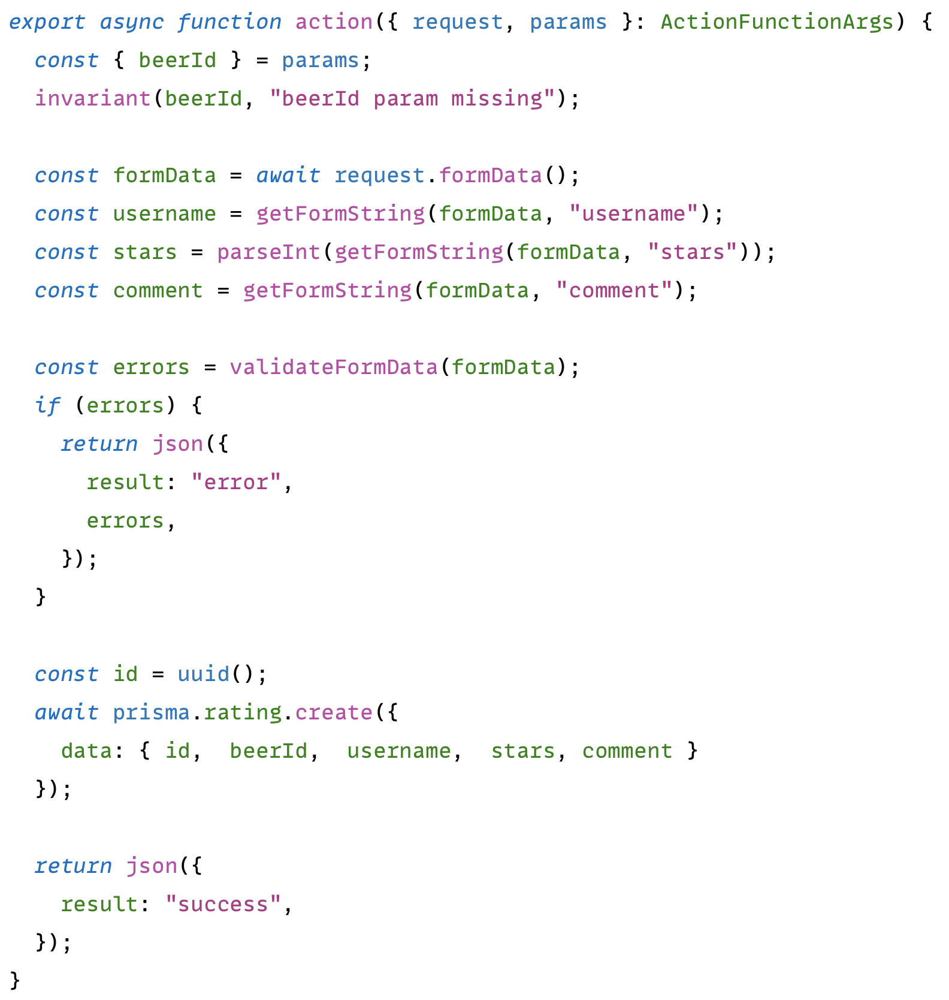 export async function action({ request, params }: ActionFunctionArgs) {
  const { beerId } = params;
  invariant(beerId, "beerId param missing");

  const formData = await request.formData();
  const username = getFormString(formData, "username");
  const stars = parseInt(getFormString(formData, "stars"));
  const comment = getFormString(formData, "comment");

  const errors = validateFormData(formData);
  if (errors) {
    return json({
      result: "error",
      errors,
    });
  }

  const id = uuid();
  await prisma.rating.create({
    data: { id,  beerId,  username,  stars, comment }
  });

  return json({
    result: "success",
  });
}